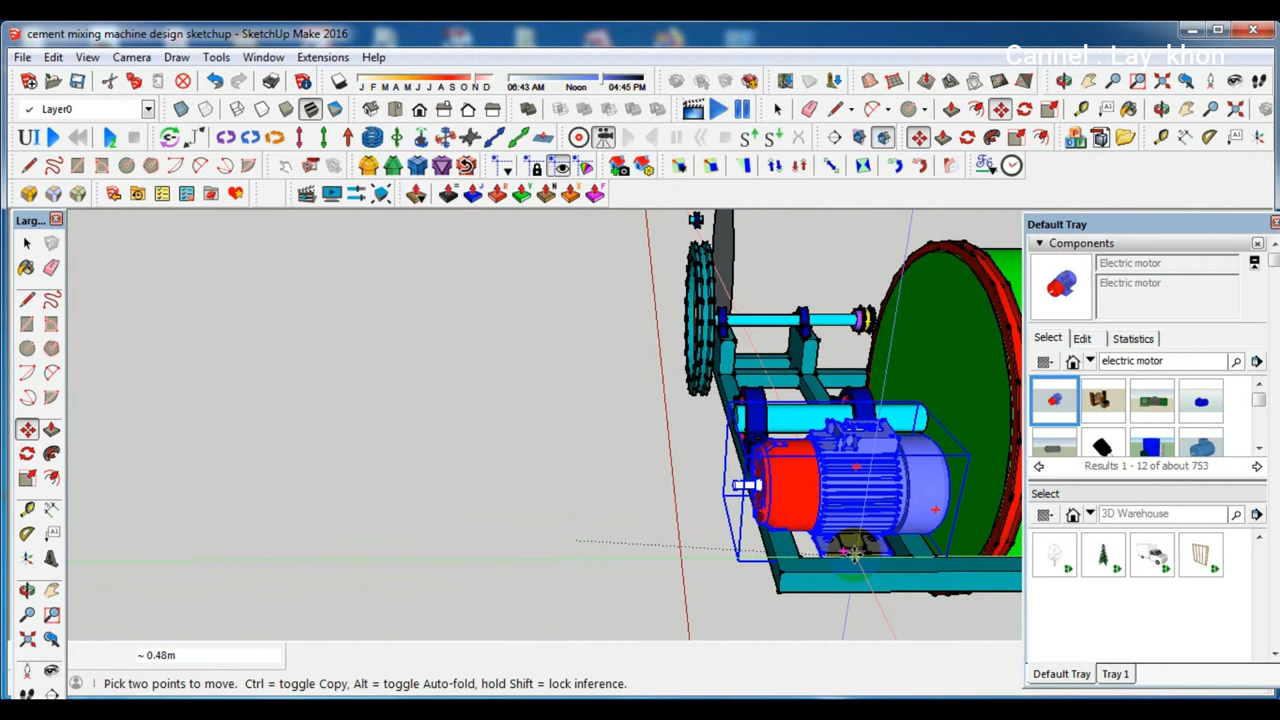 cement mixing machine design sketchup - SketchUp Make 2016
Cannel : Lay khon
File Edit View Camera Draw Tools Window Extensions Help
J F M A M J J A S O N D
06:43 AM Noon 04:45 PM
Layer0
UI
Larg...
Default Tray
Components
Electric motor
Electric motor
Select Edit Statistics
electric motor
Results 1 - 12 of about 753
Select
3D Warehouse
Default Tray Tray 1
~ 0.48m
Pick two points to move. Ctrl = toggle Copy, Alt = toggle Auto-fold, hold Shift = lock inference.